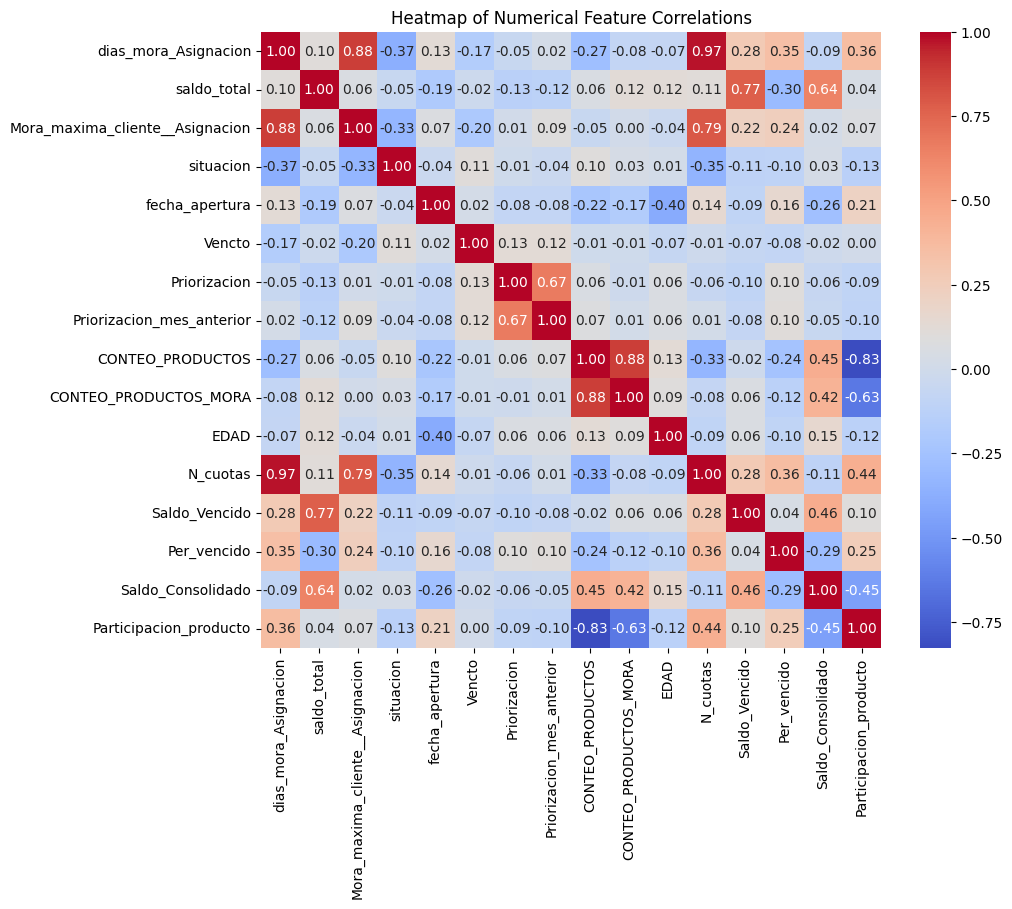 Heatmap of Numerical Feature Correlations
dias_mora_Asignacion 1.00 0.10 0.88 -0.37 0.13 -0.17 -0.05 0.02 -0.27 -0.08 -0.07 0.97 0.28 0.35 -0.09 0.36
saldo_total 0.10 1.00 0.06 -0.05 -0.19 -0.02 -0.13 -0.12 0.06 0.12 0.12 0.11 0.77 -0.30 0.64 0.04
Mora_maxima_cliente__Asignacion 0.88 0.06 1.00 -0.33 0.07 -0.20 0.01 0.09 -0.05 0.00 -0.04 0.79 0.22 0.24 0.02 0.07
situacion -0.37 -0.05 -0.33 1.00 -0.04 0.11 -0.01 -0.04 0.10 0.03 0.01 -0.35 -0.11 -0.10 0.03 -0.13
fecha_apertura 0.13 -0.19 0.07 -0.04 1.00 0.02 -0.08 -0.08 -0.22 -0.17 -0.40 0.14 -0.09 0.16 -0.26 0.21
Vencto -0.17 -0.02 -0.20 0.11 0.02 1.00 0.13 0.12 -0.01 -0.01 -0.07 -0.01 -0.07 -0.08 -0.02 0.00
Priorizacion -0.05 -0.13 0.01 -0.01 -0.08 0.13 1.00 0.67 0.06 -0.01 0.06 -0.06 -0.10 0.10 -0.06 -0.09
Priorizacion_mes_anterior 0.02 -0.12 0.09 -0.04 -0.08 0.12 0.67 1.00 0.07 0.01 0.06 0.01 -0.08 0.10 -0.05 -0.10
CONTEO_PRODUCTOS -0.27 0.06 -0.05 0.10 -0.22 -0.01 0.06 0.07 1.00 0.88 0.13 -0.33 -0.02 -0.24 0.45 -0.83
CONTEO_PRODUCTOS_MORA -0.08 0.12 0.00 0.03 -0.17 -0.01 -0.01 0.01 0.88 1.00 0.09 -0.08 0.06 -0.12 0.42 -0.63
EDAD -0.07 0.12 -0.04 0.01 -0.40 -0.07 0.06 0.06 0.13 0.09 1.00 -0.09 0.06 -0.10 0.15 -0.12
N_cuotas 0.97 0.11 0.79 -0.35 0.14 -0.01 -0.06 0.01 -0.33 -0.08 -0.09 1.00 0.28 0.36 -0.11 0.44
Saldo_Vencido 0.28 0.77 0.22 -0.11 -0.09 -0.07 -0.10 -0.08 -0.02 0.06 0.06 0.28 1.00 0.04 0.46 0.10
Per_vencido 0.35 -0.30 0.24 -0.10 0.16 -0.08 0.10 0.10 -0.24 -0.12 -0.10 0.36 0.04 1.00 -0.29 0.25
Saldo_Consolidado -0.09 0.64 0.02 0.03 -0.26 -0.02 -0.06 -0.05 0.45 0.42 0.15 -0.11 0.46 -0.29 1.00 -0.45
Participacion_producto 0.36 0.04 0.07 -0.13 0.21 0.00 -0.09 -0.10 -0.83 -0.63 -0.12 0.44 0.10 0.25 -0.45 1.00
dias_mora_Asignacion
saldo_total
Mora_maxima_cliente__Asignacion
situacion
fecha_apertura
Vencto
Priorizacion
Priorizacion_mes_anterior
CONTEO_PRODUCTOS
CONTEO_PRODUCTOS_MORA
EDAD
N_cuotas
Saldo_Vencido
Per_vencido
Saldo_Consolidado
Participacion_producto
1.00
0.75
0.50
0.25
0.00
-0.25
-0.50
-0.75